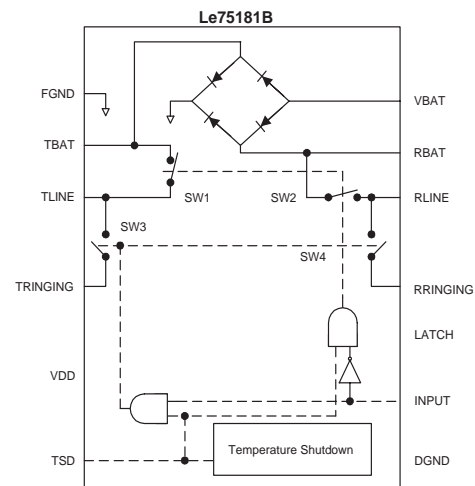 Le75181B
FGND
VBAT
TBAT
RBAT
TLINE
SW1
SW2
RLINE
SW3
SW4
TRINGING
RRINGING
LATCH
VDD
INPUT
Temperature Shutdown
TSD
DGND